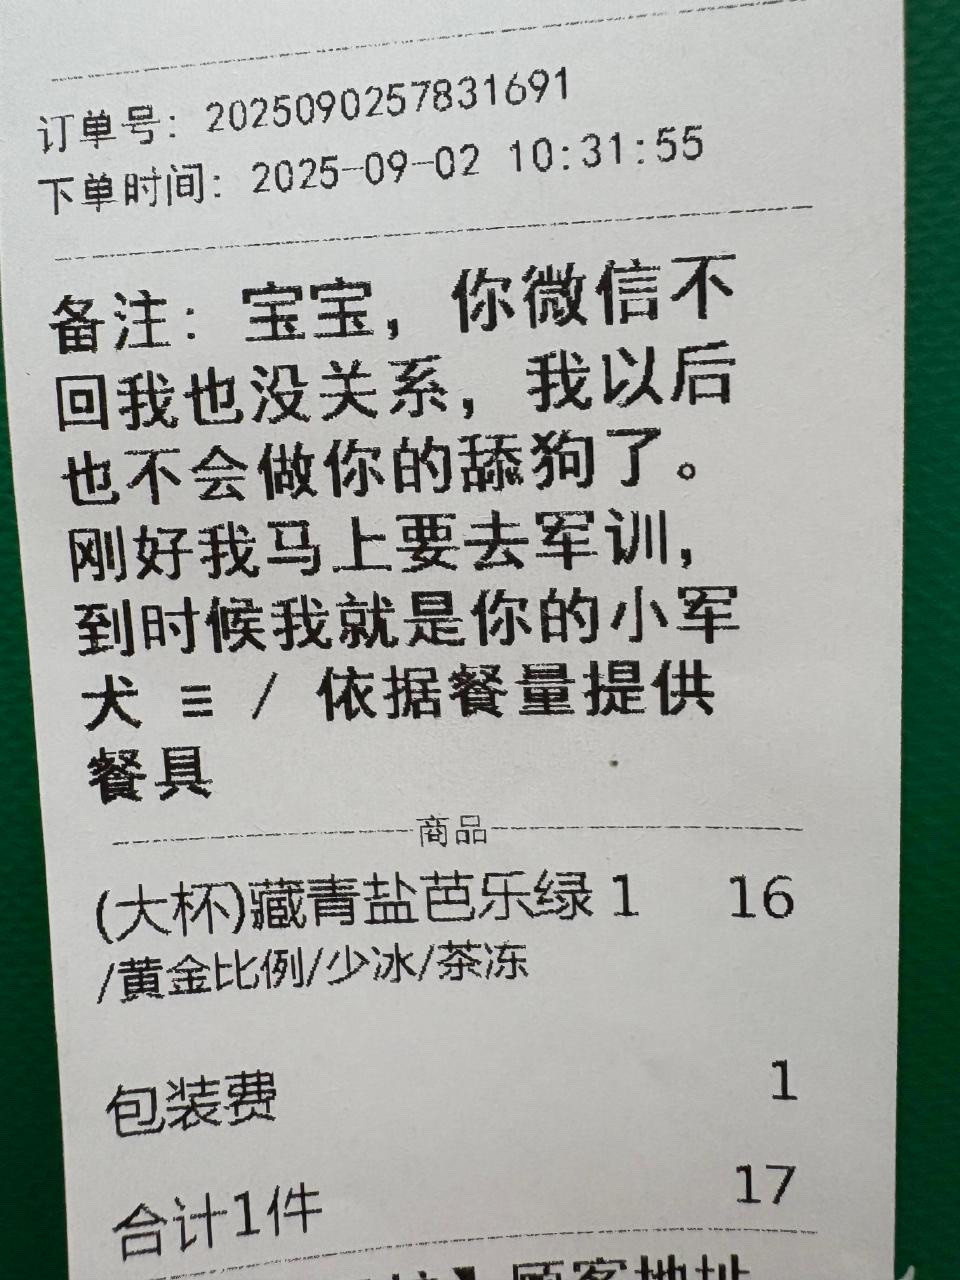 订单号: 2025090257831691
下单时间: 2025-09-02 10:31:55
备注: 宝宝，你微信不
回我也没关系，我以后
也不会做你的舔狗了。
刚好我马上要去军训，
到时候我就是你的小军
犬 ≡ / 依据餐量提供
餐具
商品
(大杯)藏青盐芭乐绿 1 16
/黄金比例/少冰/茶冻
包装费 1
合计1件 17
】顾客地址